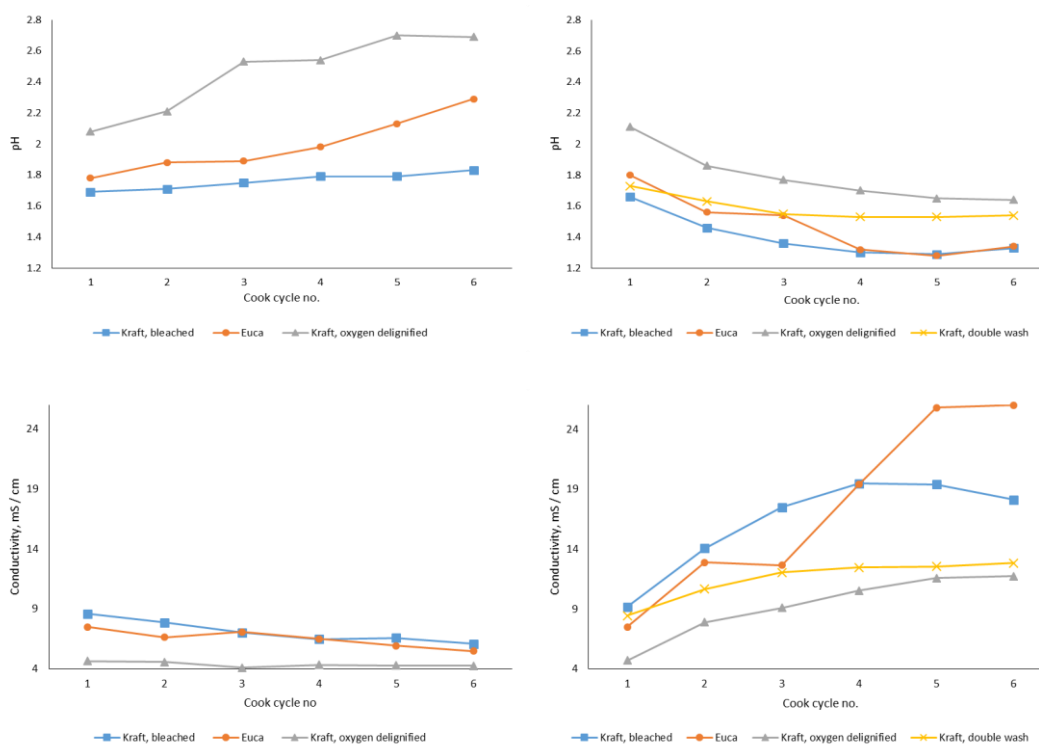 2.8
2.6
2.4
2.2
2
1.8
1.6
1.4
1.2
pH
1 2 3 4 5 6
Cook cycle no.
Kraft, bleached Euca Kraft, oxygen delignified
2.8
2.6
2.4
2.2
2
1.8
1.6
1.4
1.2
pH
1 2 3 4 5 6
Cook cycle no.
Kraft, bleached Euca Kraft, oxygen delignified Kraft, double wash
24
19
14
9
4
Conductivity, mS / cm
1 2 3 4 5 6
Cook cycle no
Kraft, bleached Euca Kraft, oxygen delignified
24
19
14
9
4
Conductivity, mS / cm
1 2 3 4 5 6
Cook cycle no.
Kraft, bleached Euca Kraft, oxygen delignified Kraft, double wash